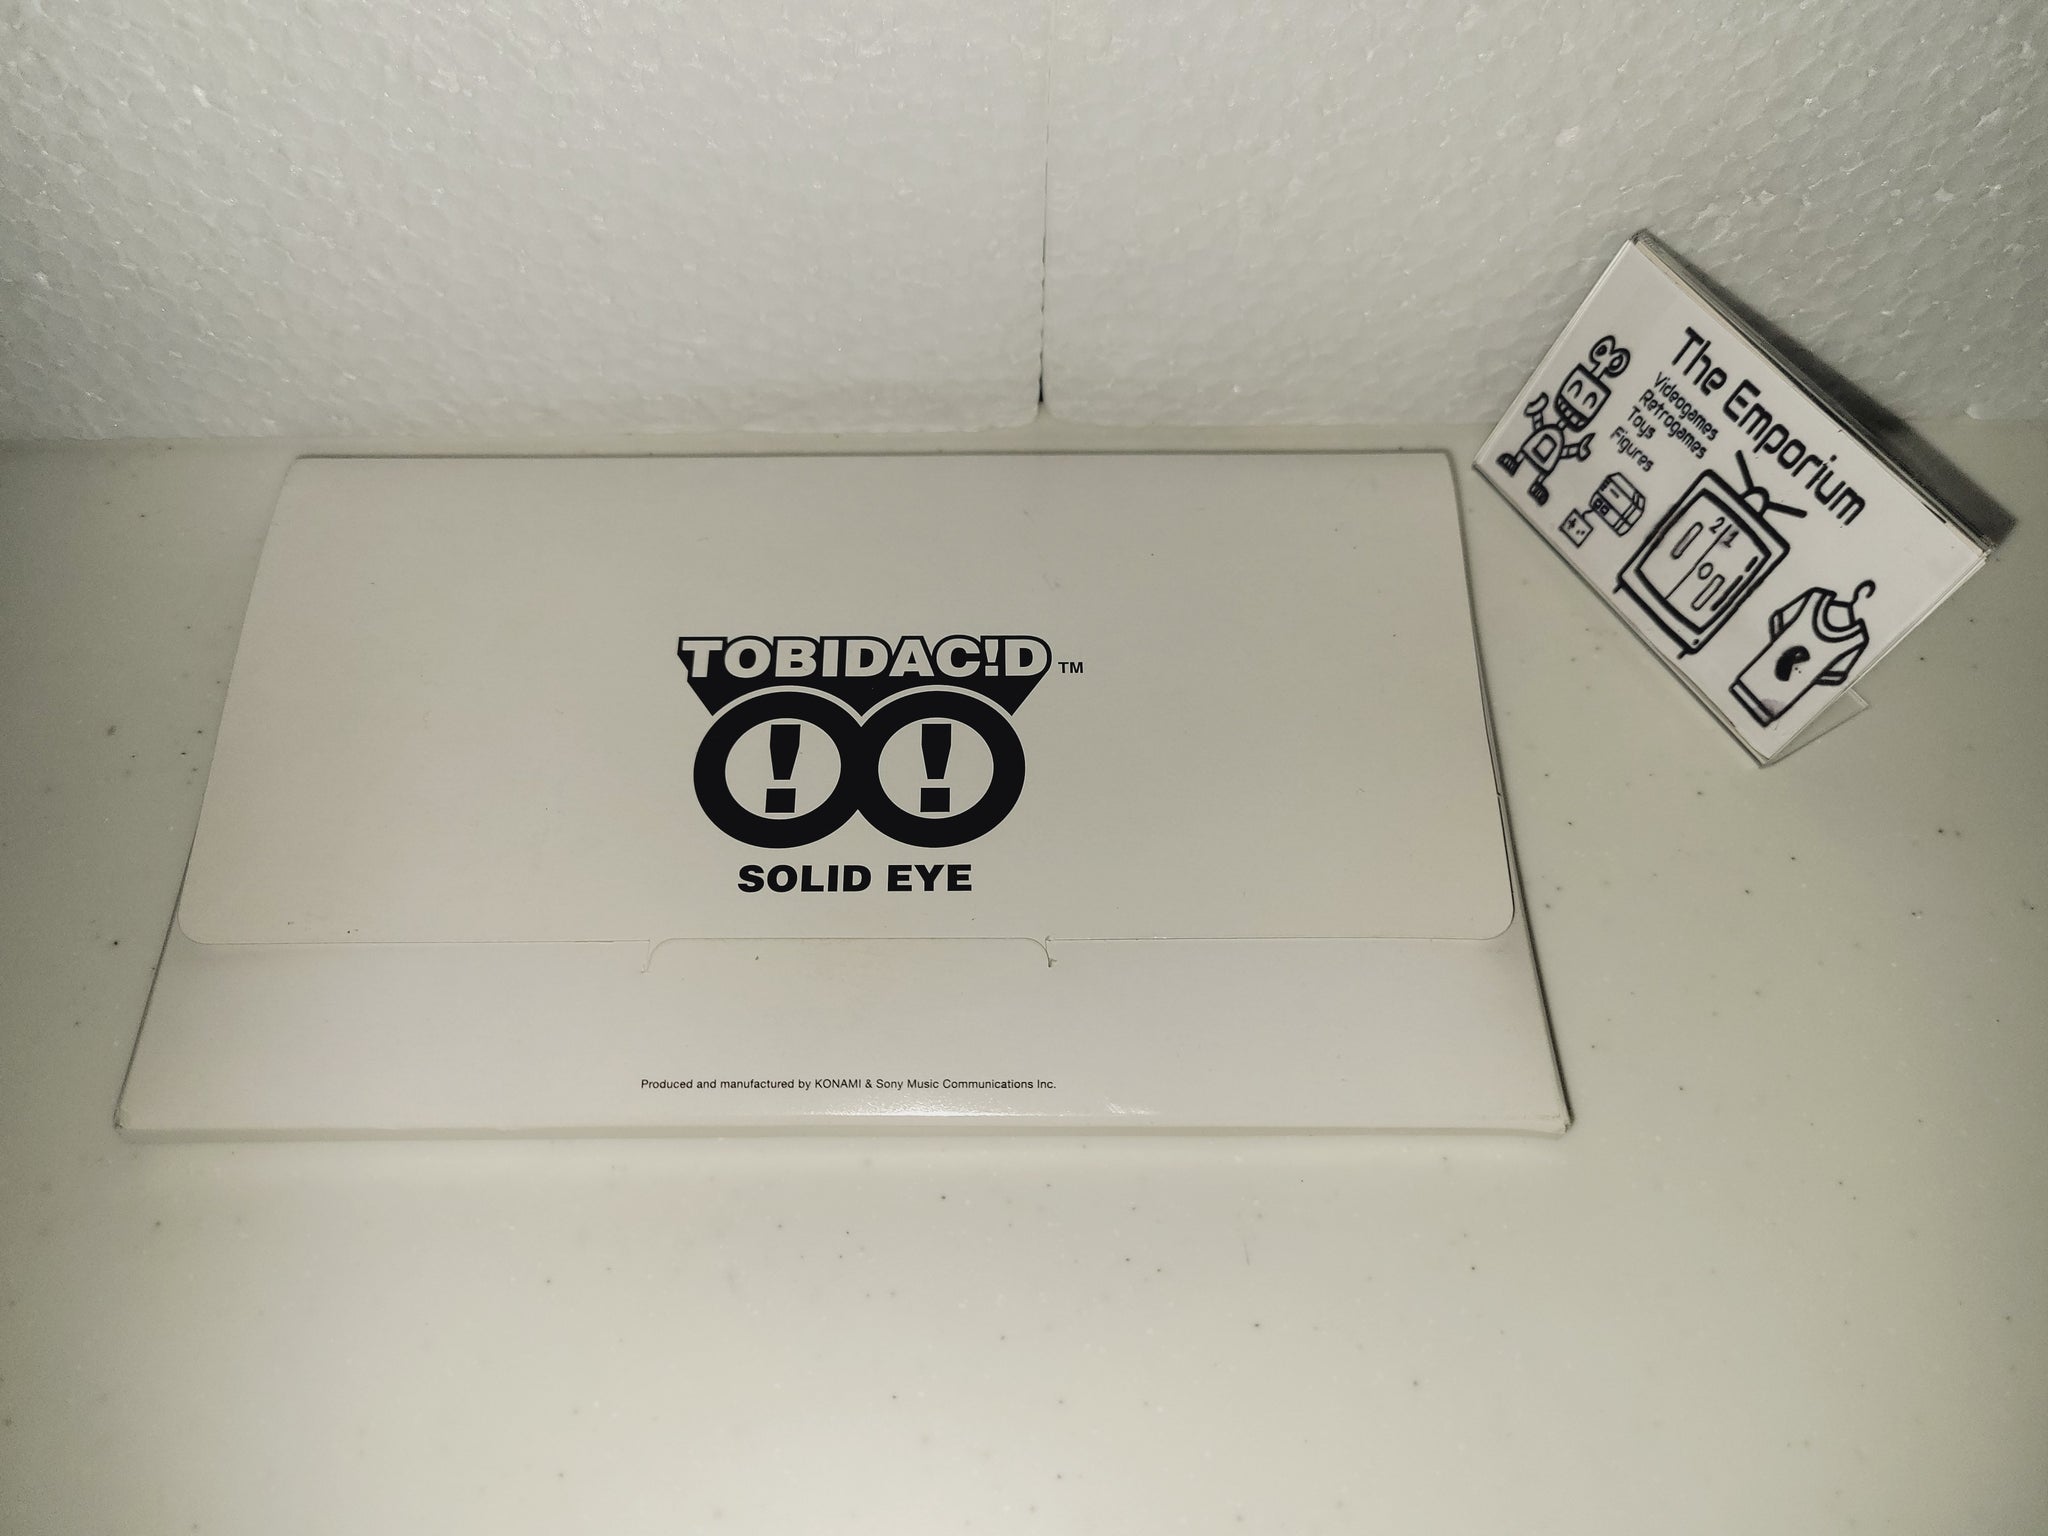 TOBIDAC!D™
! !
SOLID EYE
Produced and manufactured by KONAMI & Sony Music Communications Inc.
The Emporium
Videogames
Retrogames
Toys
Figures
21